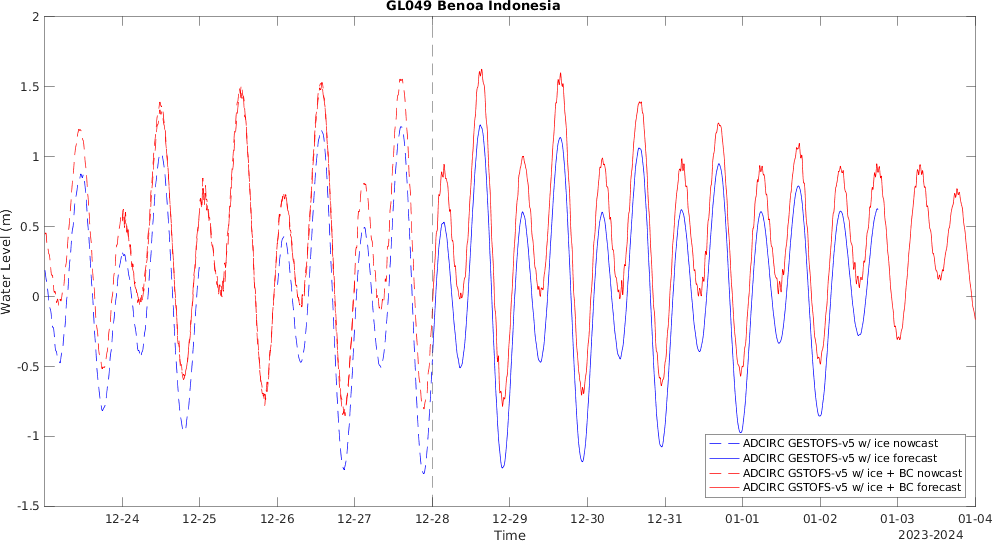 GL049 Benoa Indonesia
2
1.5
1
0.5
0
-0.5
-1
-1.5
Water Level (m)
ADCIRC GESTOFS-v5 w/ ice nowcast
ADCIRC GESTOFS-v5 w/ ice forecast
ADCIRC GSTOFS-v5 w/ ice + BC nowcast
ADCIRC GSTOFS-v5 w/ ice + BC forecast
12-24 12-25 12-26 12-27 12-28 12-29 12-30 12-31 01-01 01-02 01-03 01-04
Time
2023-2024